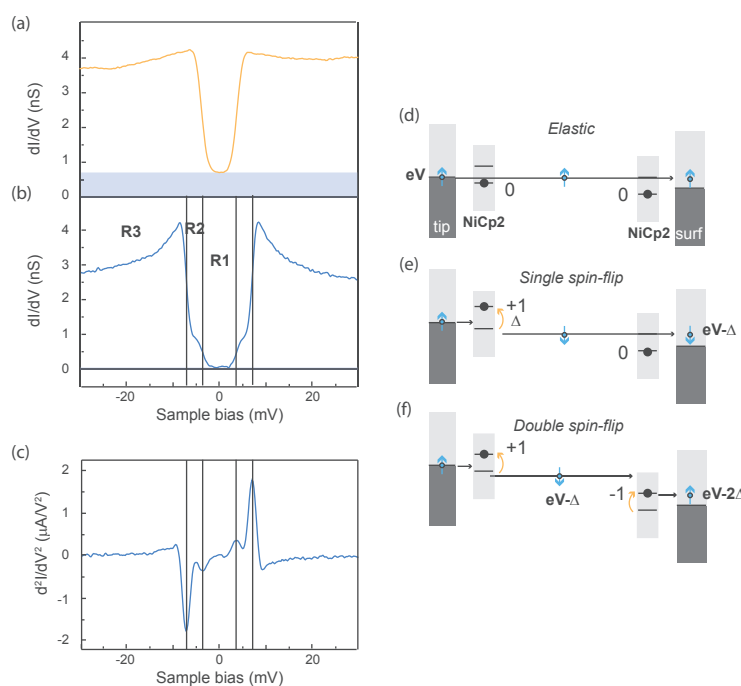 (a)
4
3
2
1
0
dI/dV (nS)
(b)
R3
R2
R1
4
3
2
1
0
dI/dV (nS)
-20
0
20
Sample bias (mV)
(c)
2
1
0
-1
-2
d²I/dV² (µA/V²)
-20
0
20
Sample bias (mV)
(d)
Elastic
eV
0
0
tip
NiCp2
NiCp2
surf
(e)
Single spin-flip
+1
Δ
eV-Δ
0
(f)
Double spin-flip
+1
eV-Δ
-1
eV-2Δ